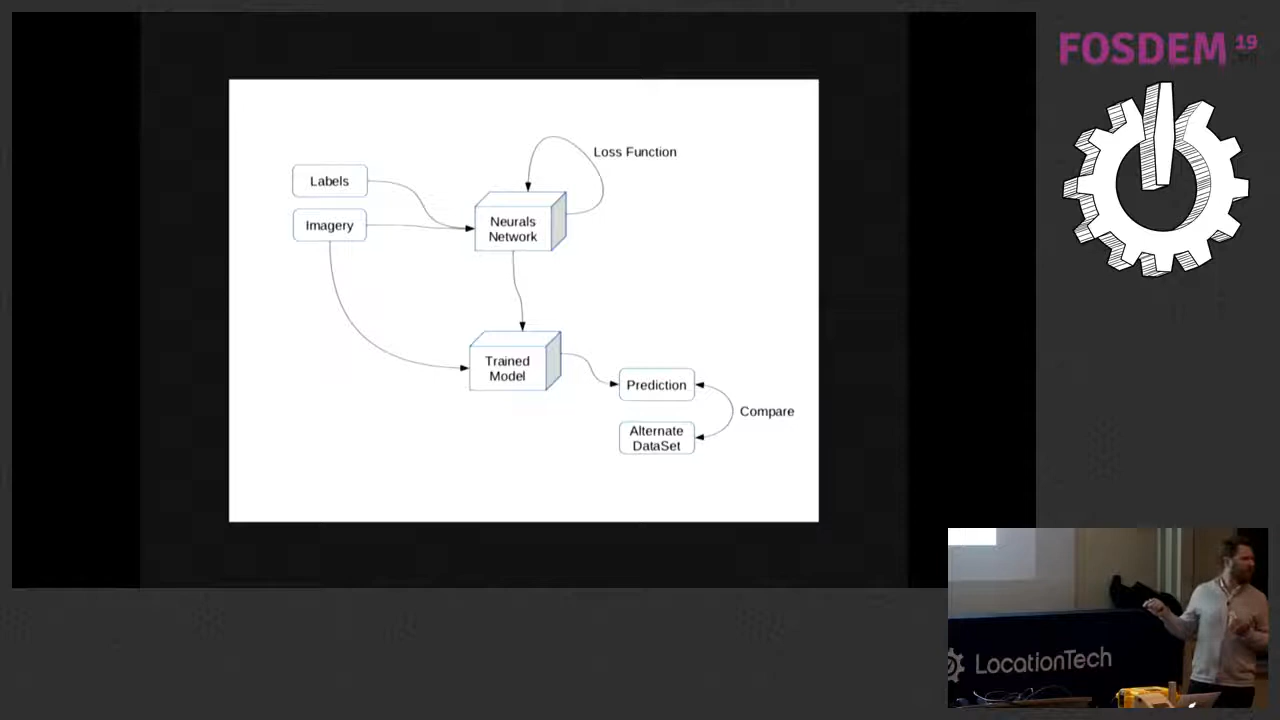 FOSDEM 19
Loss Function
Labels
Imagery
Neurals
Network
Trained
Model
Prediction
Compare
Alternate
DataSet
LocationTech